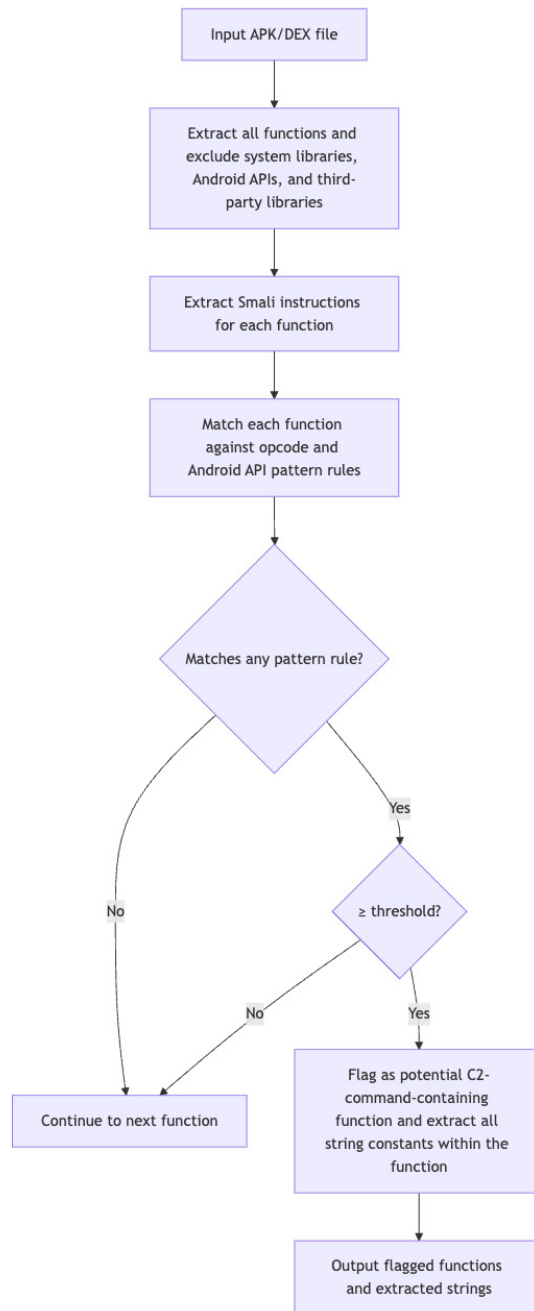 Input APK/DEX file
Extract all functions and
exclude system libraries,
Android APIs, and third-
party libraries
Extract Smali instructions
for each function
Match each function
against opcode and
Android API pattern rules
Matches any pattern rule?
Yes
≥ threshold?
No
No
Yes
Continue to next function
Flag as potential C2-
command-containing
function and extract all
string constants within the
function
Output flagged functions
and extracted strings